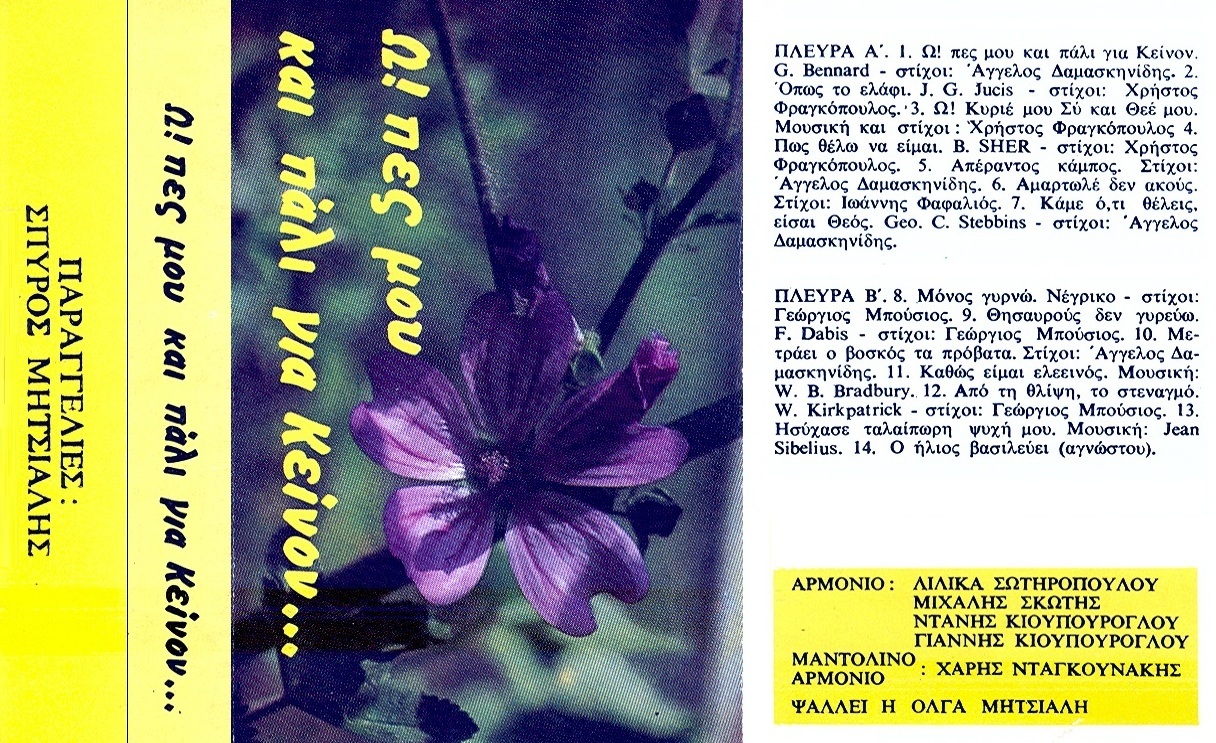 ΠΑΡΑΓΓΕΛΙΕΣ:
ΣΠΥΡΟΣ ΜΗΤΣΙΑΛΗΣ
Ω! πες μου και πάλι για Κείνον...
Ω! πες μου
και πάλι για Κείνον...
ΠΛΕΥΡΑ Α΄. 1. Ω! πες μου και πάλι για Κείνον.
G. Bennard - στίχοι: ΄Αγγελος Δαμασκηνίδης. 2.
΄Οπως το ελάφι. J. G. Jucis - στίχοι: Χρήστος
Φραγκόπουλος. 3. Ω! Κυριέ μου Σύ και Θεέ μου.
Μουσική και στίχοι: Χρήστος Φραγκόπουλος 4.
Πως θέλω να είμαι. B. SHER - στίχοι: Χρήστος
Φραγκόπουλος. 5. Απέραντος κάμπος. Στίχοι:
΄Αγγελος Δαμασκηνίδης. 6. Αμαρτωλέ δεν ακούς.
Στίχοι: Ιωάννης Φαφαλιός. 7. Κάμε ό,τι θέλεις,
είσαι Θεός. Geo. C. Stebbins - στίχοι: ΄Αγγελος
Δαμασκηνίδης.
ΠΛΕΥΡΑ Β΄. 8. Μόνος γυρνώ. Νέγρικο - στίχοι:
Γεώργιος Μπούσιος. 9. Θησαυρούς δεν γυρεύω.
F. Dabis - στίχοι: Γεώργιος Μπούσιος. 10. Με-
τράει ο βοσκός τα πρόβατα. Στίχοι: ΄Αγγελος Δα-
μασκηνίδης. 11. Καθώς είμαι ελεεινός. Μουσική:
W. B. Bradbury. 12. Από τη θλίψη, το στεναγμό.
W. Kirkpatrick - στίχοι: Γεώργιος Μπούσιος. 13.
Ησύχασε ταλαίπωρη ψυχή μου. Μουσική: Jean
Sibelius. 14. Ο ήλιος βασιλεύει (αγνώστου).
ΑΡΜΟΝΙΟ: ΛΙΛΙΚΑ ΣΩΤΗΡΟΠΟΥΛΟΥ
ΜΙΧΑΛΗΣ ΣΚΩΤΗΣ
ΝΤΑΝΗΣ ΚΙΟΥΠΟΥΡΟΓΛΟΥ
ΓΙΑΝΝΗΣ ΚΙΟΥΠΟΥΡΟΓΛΟΥ
ΜΑΝΤΟΛΙΝΟ
ΑΡΜΟΝΙΟ : ΧΑΡΗΣ ΝΤΑΓΚΟΥΝΑΚΗΣ
ΨΑΛΛΕΙ Η ΟΛΓΑ ΜΗΤΣΙΑΛΗ